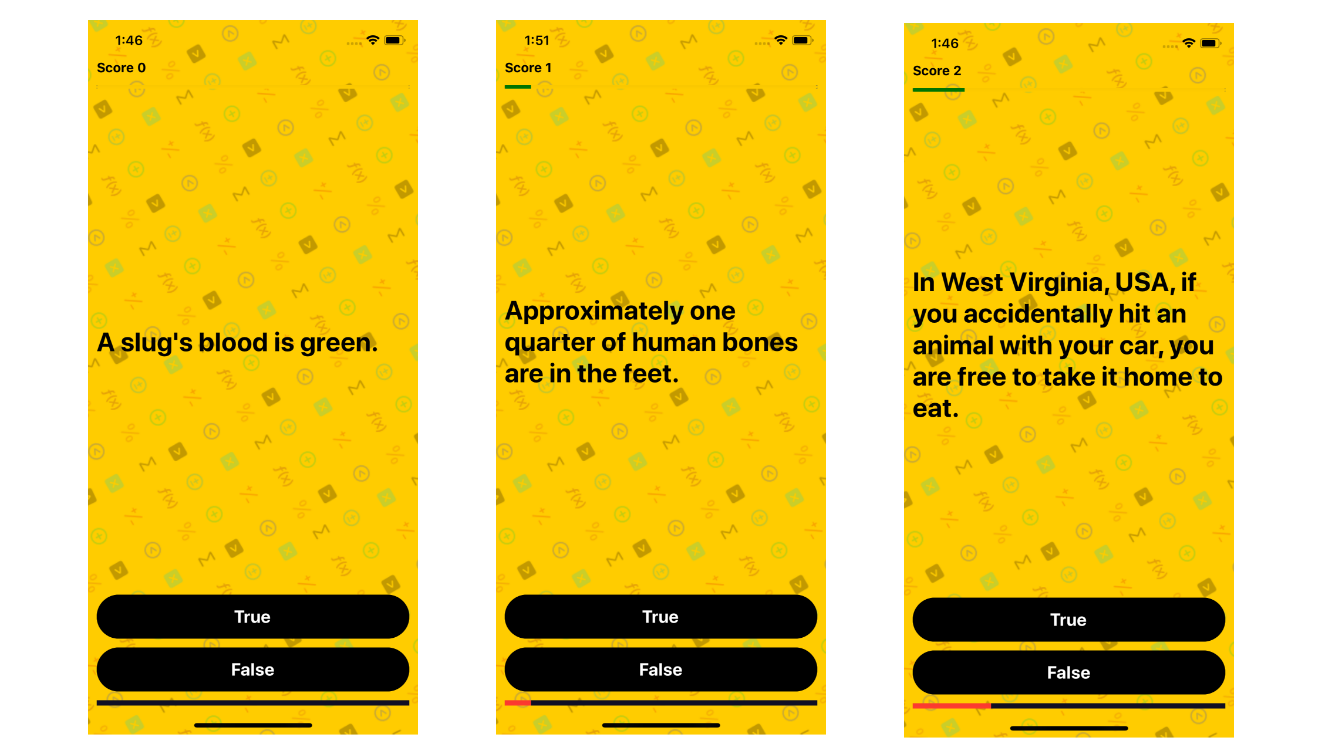 1:46
Score 0
A slug's blood is green.
True
False
1:51
Score 1
Approximately one
quarter of human bones
are in the feet.
True
False
1:46
Score 2
In West Virginia, USA, if
you accidentally hit an
animal with your car, you
are free to take it home to
eat.
True
False